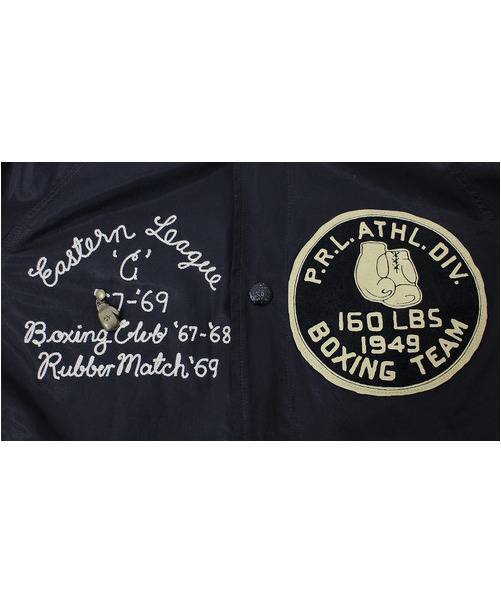 Eastern League
'G'
7-'69
Boxing Club '67-'68
Rubber Match '69
P.R.L. ATHL. DIV.
160 LBS
1949
BOXING TEAM